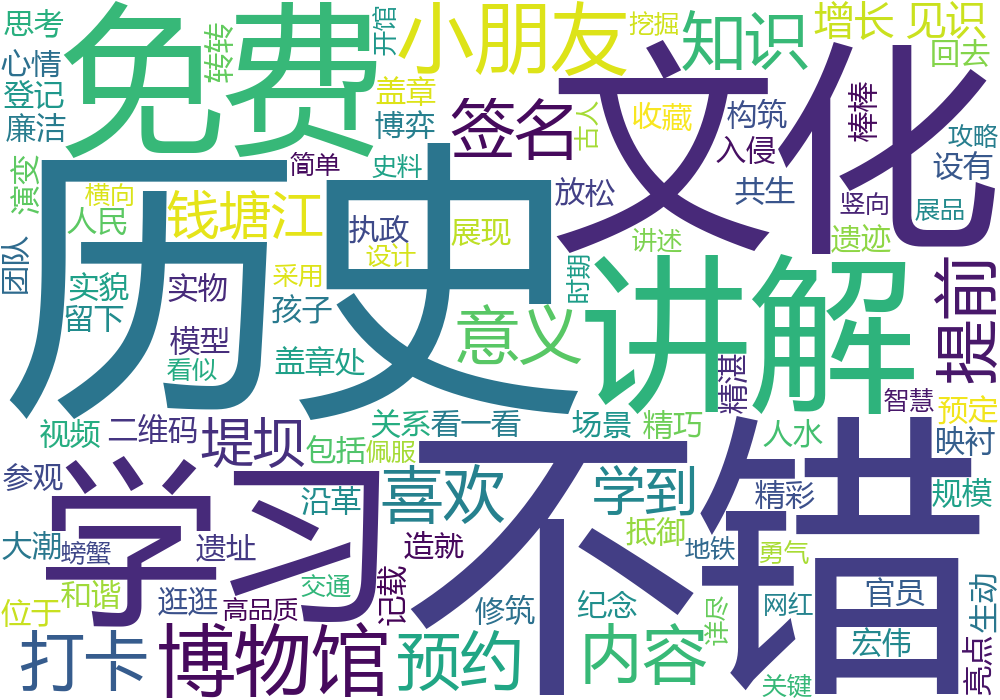 免费
历史
文化
讲解
不错
学习
小朋友
知识
增长
见识
思考
转转
开馆
挖掘
回去
心情
登记
廉洁
盖章
博弈
签名
古人
收藏
构筑
入侵
棒棒
攻略
设有
演变
横向
人民
钱塘江
简单
史料
放松
共生
竖向
展品
执政
展现
设计
讲述
遗迹
团队
实貌
留下
实物
采用
孩子
时期
意义
提前
模型
看似
盖章处
精湛
智慧
预定
视频
二维码
堤坝
包括
关系
佩服
看一看
场景
精巧
人水
映衬
参观
沿革
喜欢
学到
精彩
规模
大潮
螃蟹
遗址
造就
抵御
地铁
勇气
位于
和谐
逛逛
高品质
交通
记载
修筑
纪念
详尽
网红
官员
生动
打卡
博物馆
预约
内容
宏伟
关键
亮点